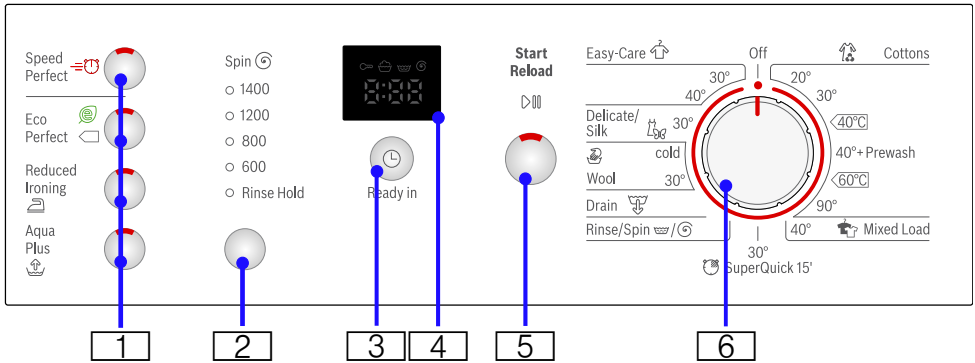 Speed
Perfect
Eco
Perfect
Reduced
Ironing
Aqua
Plus
Spin
1400
1200
800
600
Rinse Hold
8:88
Ready in
Start
Reload
Easy-Care
Off
Cottons
30°
40°
20°
30°
40°C
40°+Prewash
60°C
90°
Delicate/
Silk
30°
cold
Wool
30°
Drain
Rinse/Spin
/
40°
Mixed Load
30°
SuperQuick 15'
1
2
3
4
5
6